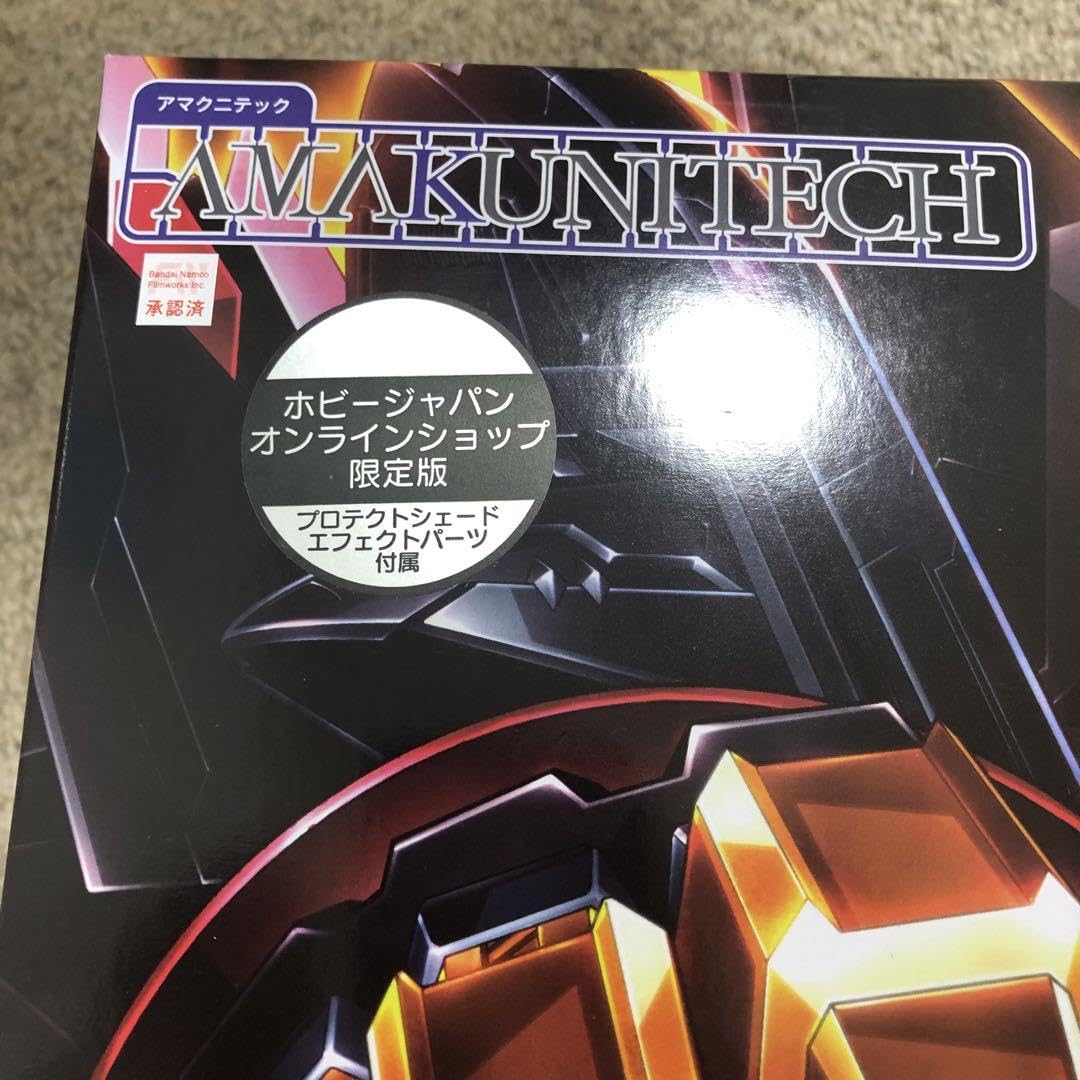 アマクニテック
AMAKUNITECH
Bandai Namco
Filmworks Inc.
承認済
ホビージャパン
オンラインショップ
限定版
プロテクトシェード
エフェクトパーツ
付属